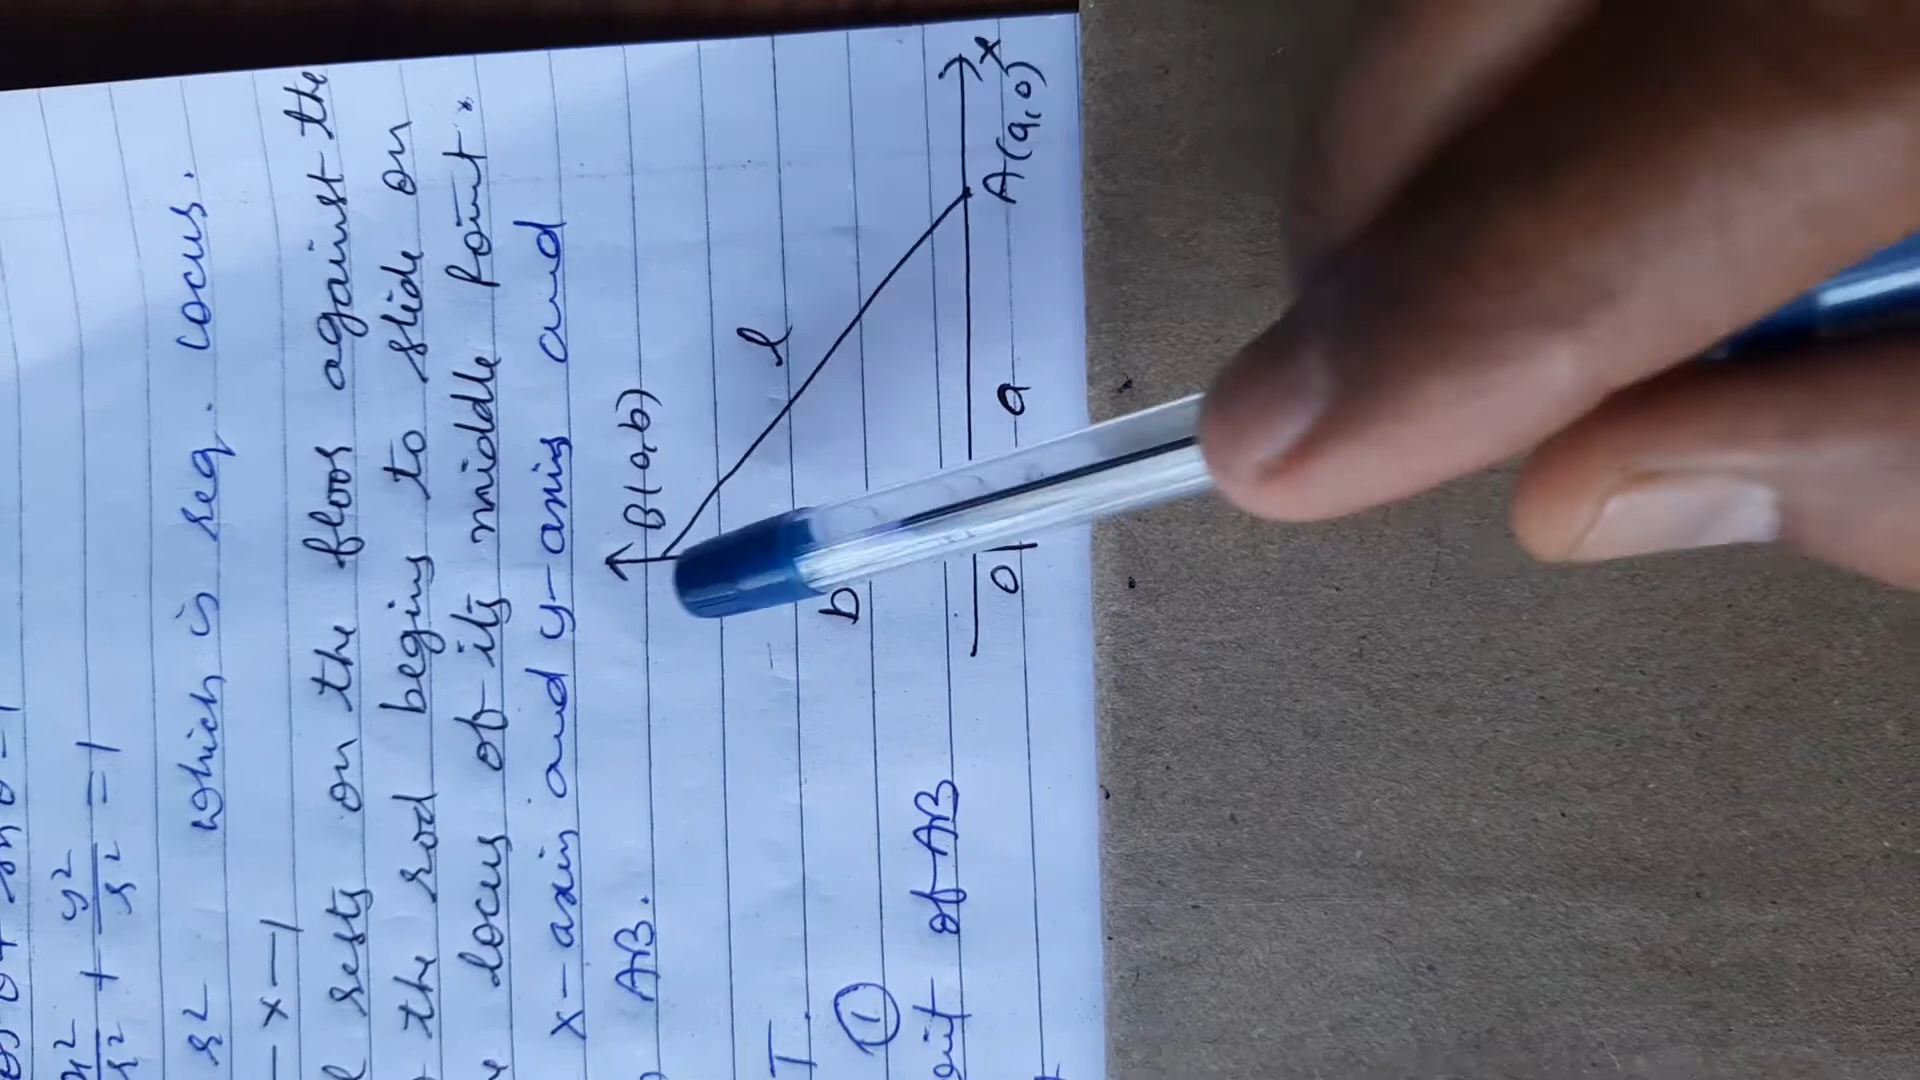 x²/r² + y²/r² = 1
r² which is req. locus.
- x - 1
l rests on the floor against the
the rod begins to slide on
locus of its middle point.
x-axis and y-axis and
AB.
B(0,b)
l
①
b
of AB
O a A(a,0) X